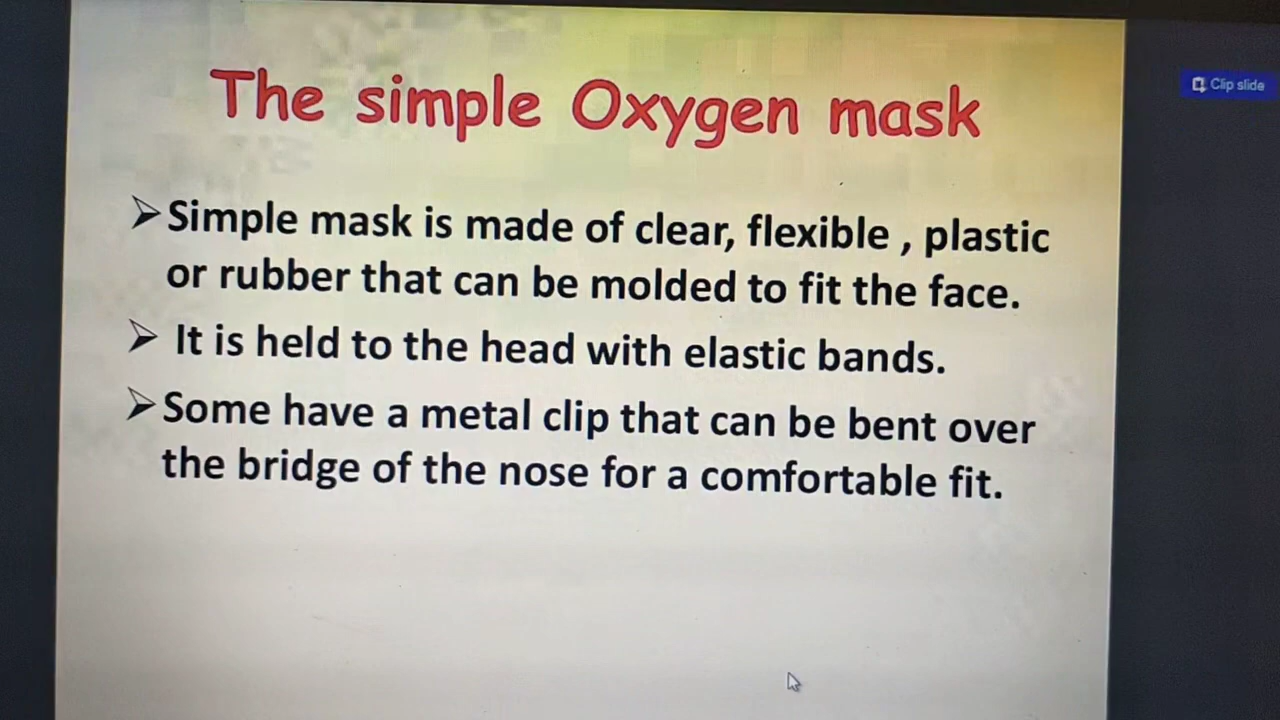 The simple Oxygen mask
Clip slide
➢Simple mask is made of clear, flexible , plastic
or rubber that can be molded to fit the face.
➢ It is held to the head with elastic bands.
➢Some have a metal clip that can be bent over
the bridge of the nose for a comfortable fit.